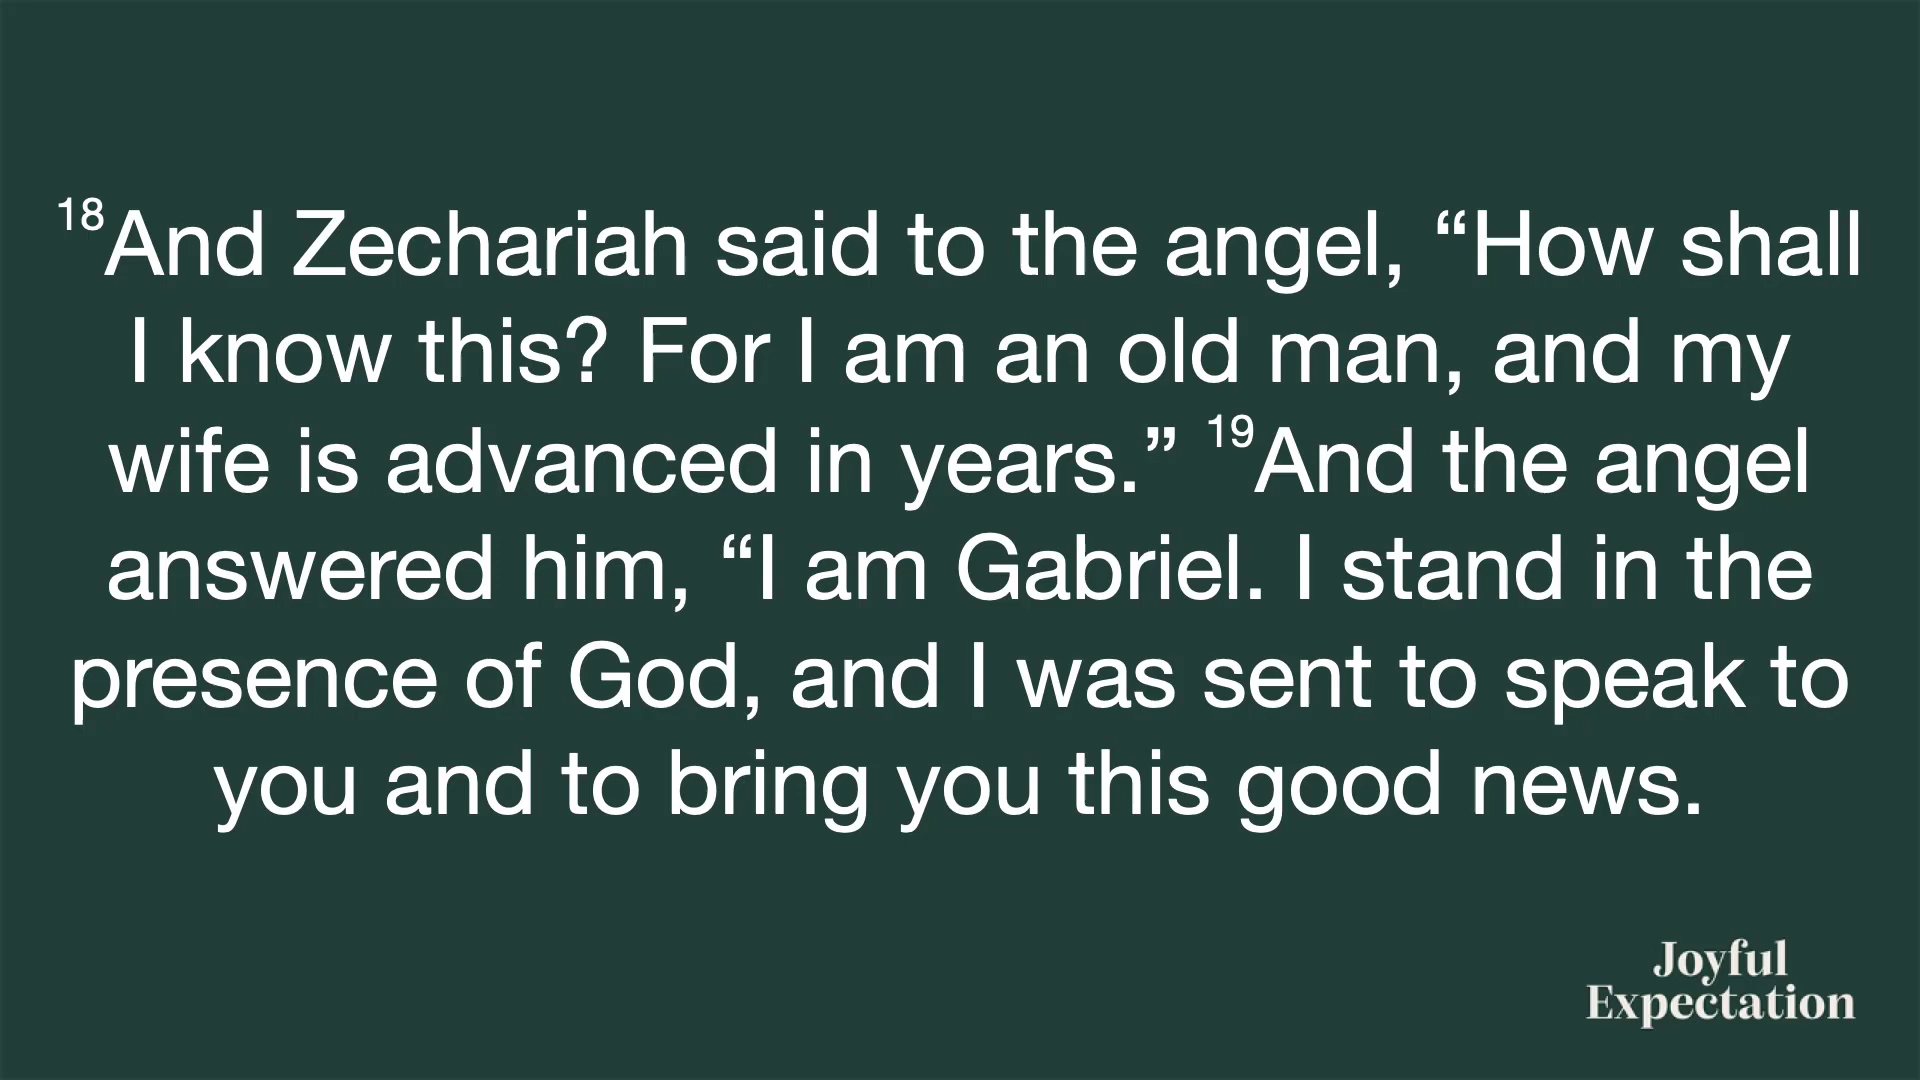 18And Zechariah said to the angel, “How shall
I know this? For I am an old man, and my
wife is advanced in years.” 19And the angel
answered him, “I am Gabriel. I stand in the
presence of God, and I was sent to speak to
you and to bring you this good news.
Joyful
Expectation